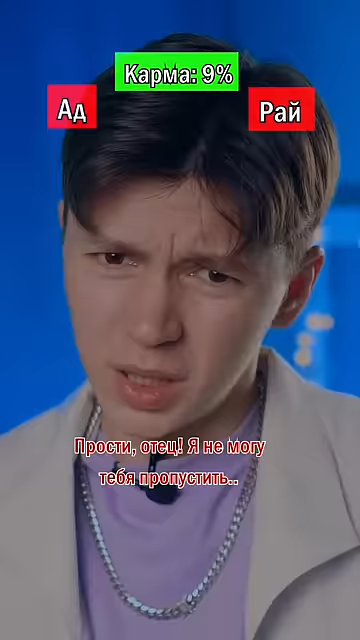 Карма: 9%
Ад
Рай
Прости, отец! Я не могу
тебя пропустить..